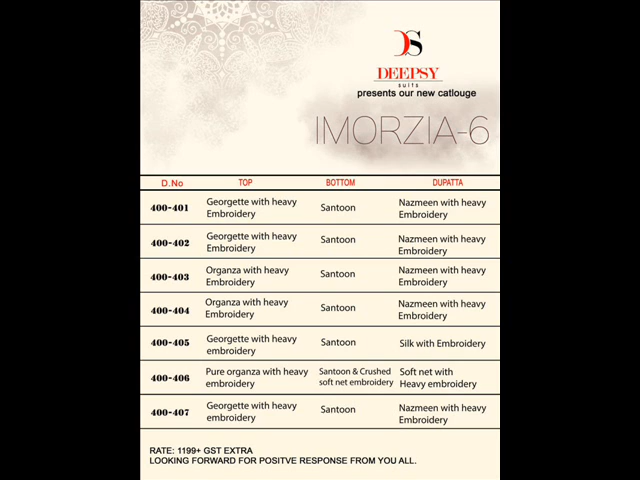 DS
DEEPSY
suits
presents our new catlouge
IMORZIA-6
D.No TOP BOTTOM DUPATTA
400-401 Georgette with heavy Embroidery Santoon Nazmeen with heavy Embroidery
400-402 Georgette with heavy Embroidery Santoon Nazmeen with heavy Embroidery
400-403 Organza with heavy Embroidery Santoon Nazmeen with heavy Embroidery
400-404 Organza with heavy Embroidery Santoon Nazmeen with heavy Embroidery
400-405 Georgette with heavy embroidery Santoon Silk with Embroidery
400-406 Pure organza with heavy embroidery Santoon & Crushed soft net embroidery Soft net with Heavy embroidery
400-407 Georgette with heavy embroidery Santoon Nazmeen with heavy Embroidery
RATE: 1199+ GST EXTRA
LOOKING FORWARD FOR POSITVE RESPONSE FROM YOU ALL.